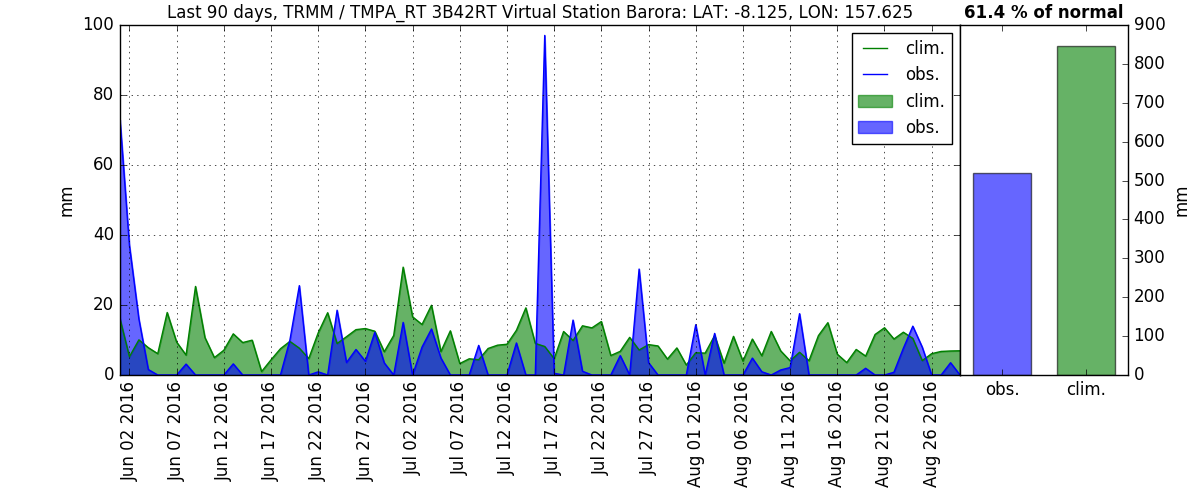 Last 90 days, TRMM / TMPA_RT 3B42RT Virtual Station Barora: LAT: -8.125, LON: 157.625
61.4 % of normal
100
80
60
40
20
0
mm
clim.
obs.
clim.
obs.
900
800
700
600
500
400
300
200
100
0
mm
obs.
clim.
Jun 02 2016
Jun 07 2016
Jun 12 2016
Jun 17 2016
Jun 22 2016
Jun 27 2016
Jul 02 2016
Jul 07 2016
Jul 12 2016
Jul 17 2016
Jul 22 2016
Jul 27 2016
Aug 01 2016
Aug 06 2016
Aug 11 2016
Aug 16 2016
Aug 21 2016
Aug 26 2016